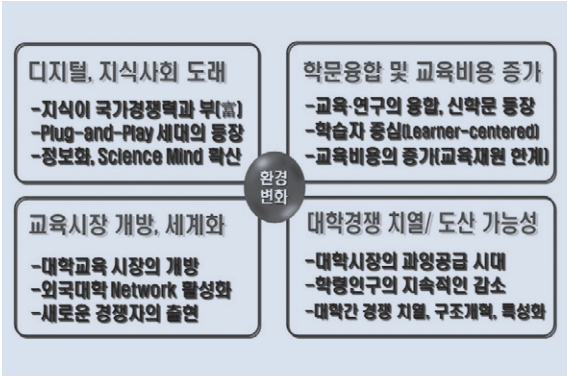 디지털, 지식사회 도래
-지식이 국가경쟁력과 부(富)
-Plug-and-Play 세대의 등장
-정보화, Science Mind 확산
학문융합 및 교육비용 증가
-교육·연구의 융합, 신학문 등장
-학습자 중심(Learner-centered)
-교육비용의 증가(교육재원 한계)
환경
변화
교육시장 개방, 세계화
-대학교육 시장의 개방
-외국대학 Network 활성화
-새로운 경쟁자의 출현
대학경쟁 치열/ 도산 가능성
-대학시장의 과잉공급 시대
-학령인구의 지속적인 감소
-대학간 경쟁 치열, 구조개혁, 특성화